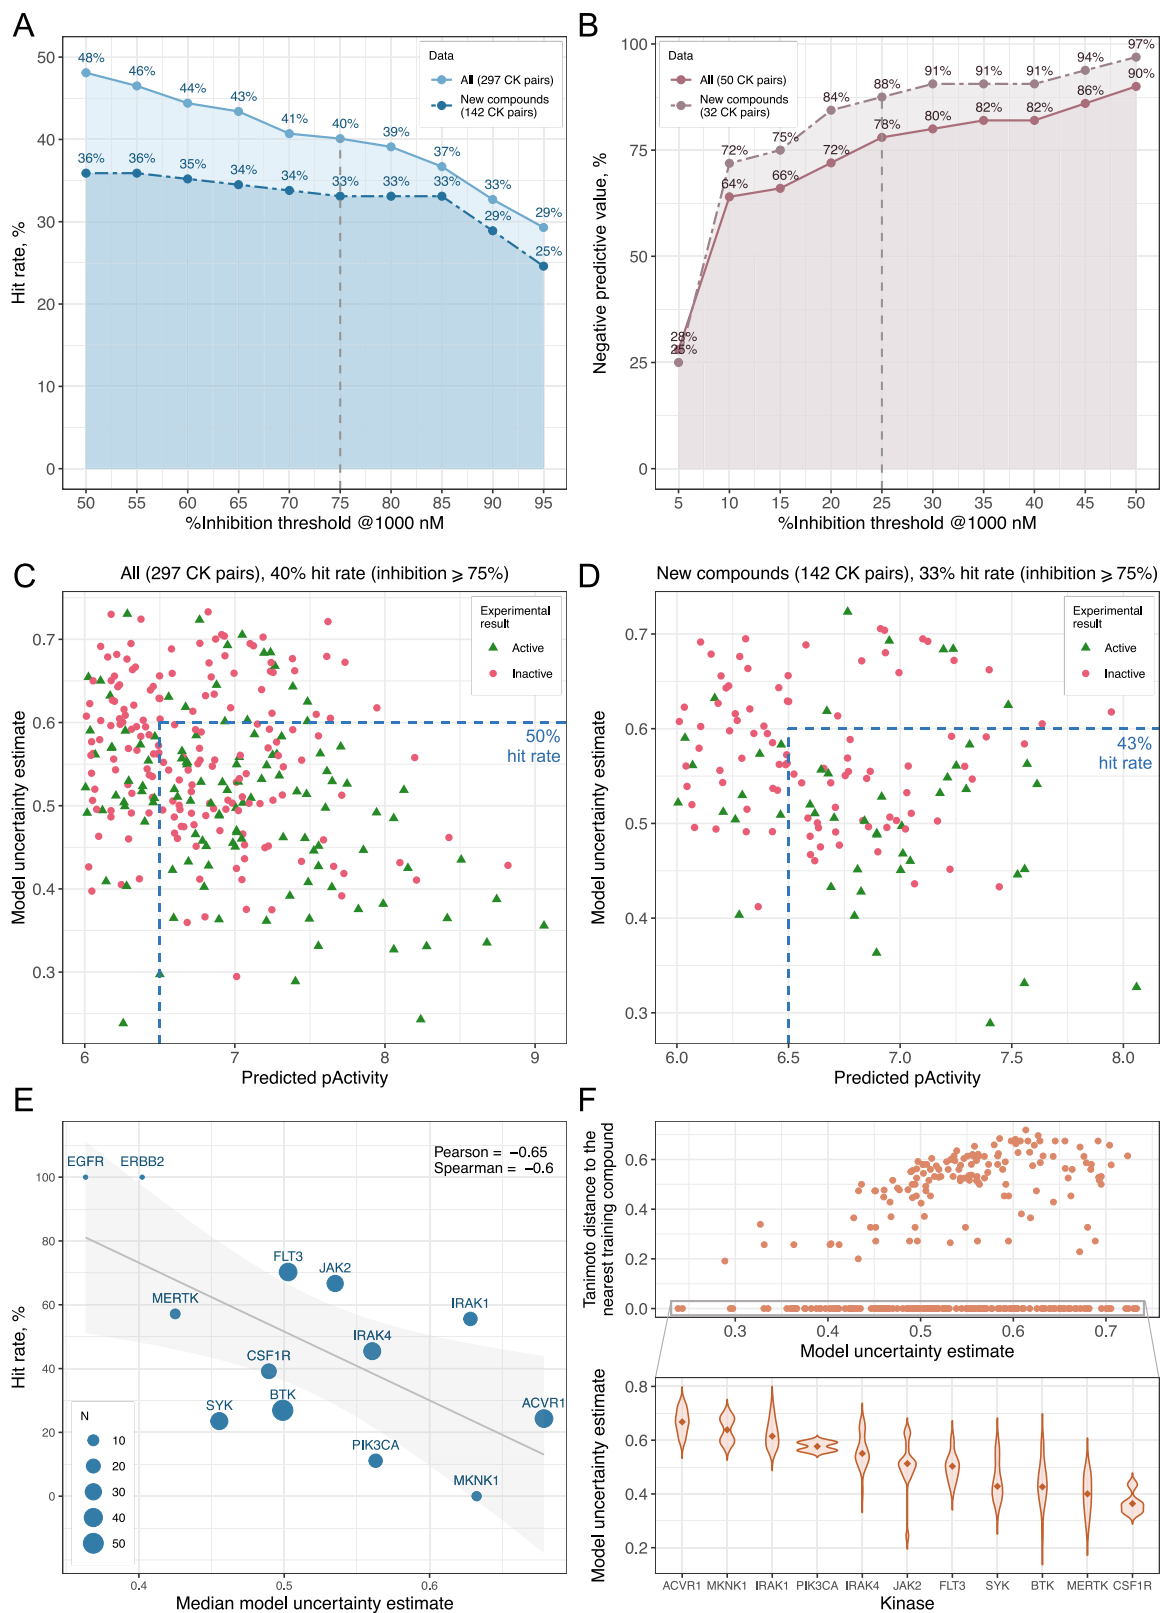 A
Hit rate, %
50
40
30
20
10
0
Data
All (297 CK pairs)
New compounds
(142 CK pairs)
48%
46%
44%
43%
41%
40%
39%
37%
33%
29%
36%
36%
35%
34%
34%
33%
33%
33%
29%
25%
50 55 60 65 70 75 80 85 90 95
%Inhibition threshold @1000 nM
B
Negative predictive value, %
100
75
50
25
0
Data
All (50 CK pairs)
New compounds
(32 CK pairs)
72%
75%
84%
88%
91%
91%
91%
94%
97%
28%
25%
64%
66%
72%
78%
80%
82%
82%
86%
90%
5 10 15 20 25 30 35 40 45 50
%Inhibition threshold @1000 nM
C
All (297 CK pairs), 40% hit rate (inhibition ⩾ 75%)
Model uncertainty estimate
0.7
0.6
0.5
0.4
0.3
Experimental
result
Active
Inactive
50%
hit rate
6 7 8 9
Predicted pActivity
D
New compounds (142 CK pairs), 33% hit rate (inhibition ⩾ 75%)
Model uncertainty estimate
0.7
0.6
0.5
0.4
0.3
Experimental
result
Active
Inactive
43%
hit rate
6.0 6.5 7.0 7.5 8.0
Predicted pActivity
E
Hit rate, %
100
80
60
40
20
0
Pearson = −0.65
Spearman = −0.6
EGFR
ERBB2
FLT3
JAK2
MERTK
IRAK1
IRAK4
CSF1R
SYK
BTK
ACVR1
PIK3CA
MKNK1
N
10
20
30
40
50
0.4 0.5 0.6
Median model uncertainty estimate
F
Tanimoto distance to the
nearest training compound
0.6
0.4
0.2
0.0
0.3 0.4 0.5 0.6 0.7
Model uncertainty estimate
Model uncertainty estimate
0.8
0.6
0.4
0.2
ACVR1 MKNK1 IRAK1 PIK3CA IRAK4 JAK2 FLT3 SYK BTK MERTK CSF1R
Kinase